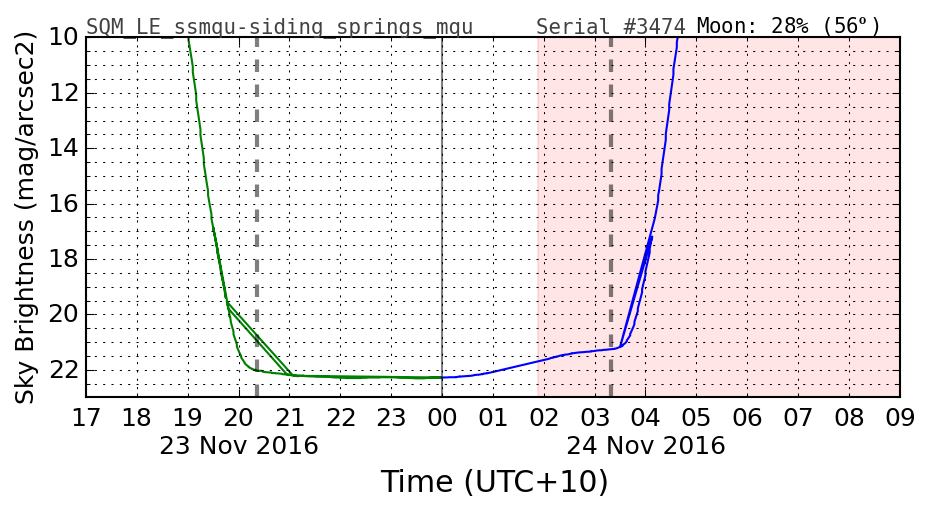 SQM_LE ssmqu-siding_springs_mqu Serial #3474 Moon: 28% (56°)
Sky Brightness (mag/arcsec2)
10
12
14
16
18
20
22
17 18 19 20 21 22 23 00 01 02 03 04 05 06 07 08 09
23 Nov 2016 24 Nov 2016
Time (UTC+10)